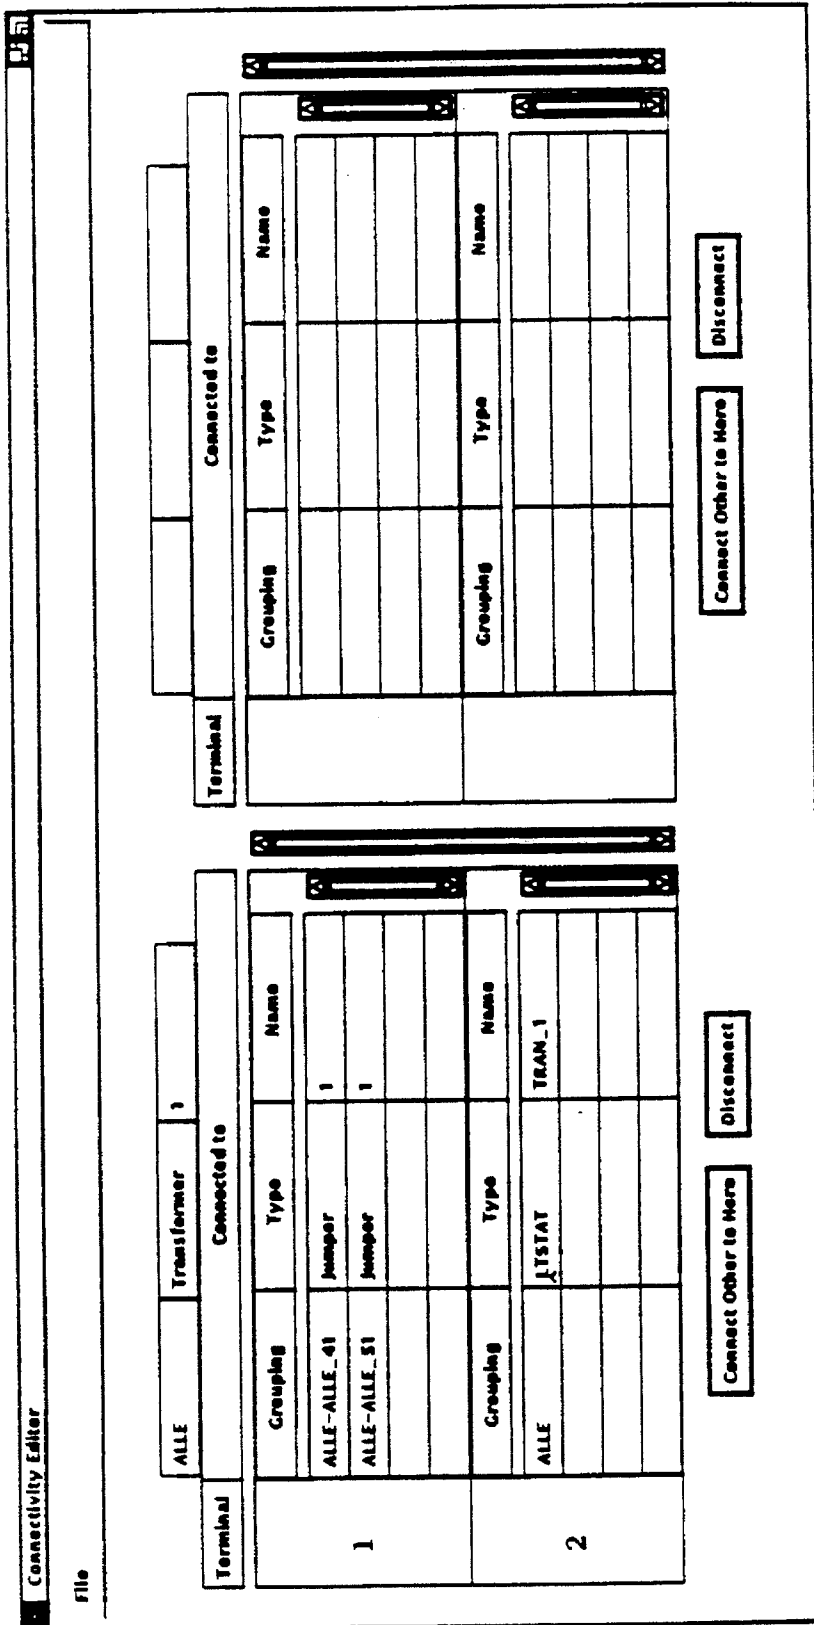 Connectivity Editor
File
ALLE Transformer 1
Terminal Connected to
Grouping Type Name
1
ALLE-ALLE_41 Jumper 1
ALLE-ALLE_51 Jumper 1
Grouping Type Name
2
ALLE LTSTAT TRAN_1
Connect Other to Here Disconnect
Terminal Connected to
Grouping Type Name
Grouping Type Name
Connect Other to Here Disconnect